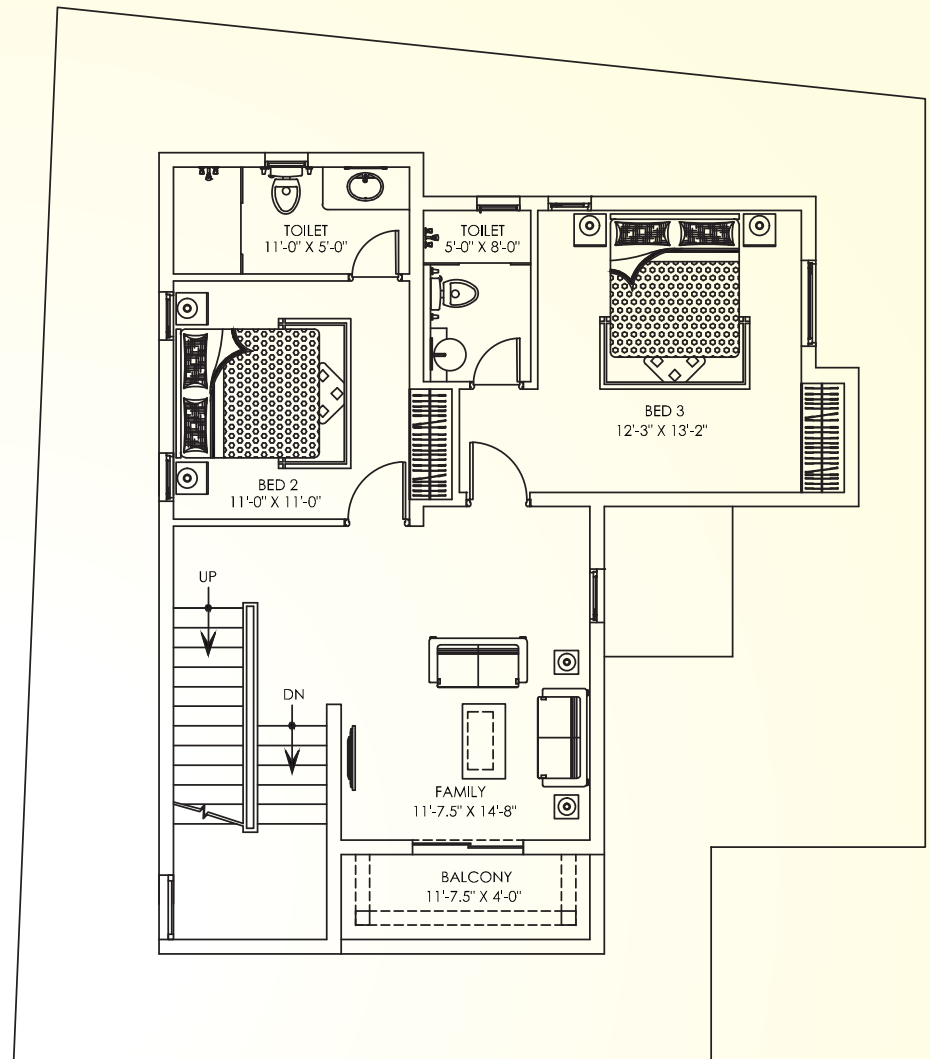 TOILET
11'-0" X 5'-0"
TOILET
5'-0" X 8'-0"
BED 3
12'-3" X 13'-2"
BED 2
11'-0" X 11'-0"
UP
DN
FAMILY
11'-7.5" X 14'-8"
BALCONY
11'-7.5" X 4'-0"